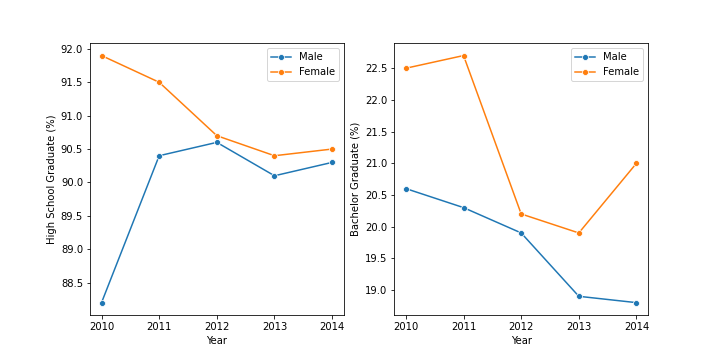 High School Graduate (%)
92.0
91.5
91.0
90.5
90.0
89.5
89.0
88.5
2010 2011 2012 2013 2014
Year
Male
Female
Bachelor Graduate (%)
22.5
22.0
21.5
21.0
20.5
20.0
19.5
19.0
2010 2011 2012 2013 2014
Year
Male
Female